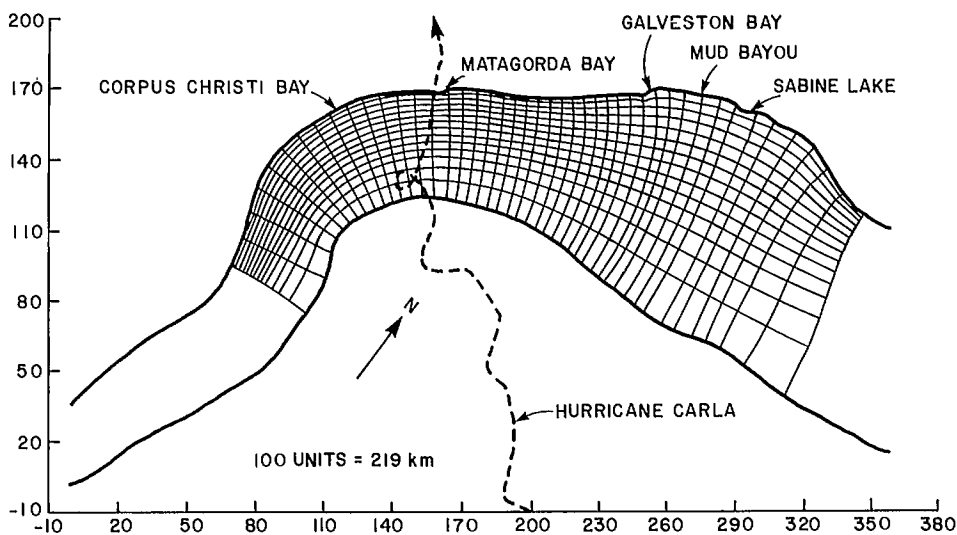 200
GALVESTON BAY
MUD BAYOU
170
MATAGORDA BAY
CORPUS CHRISTI BAY
SABINE LAKE
140
110
80
N
50
HURRICANE CARLA
20
100 UNITS = 219 km
-10
-10 20 50 80 110 140 170 200 230 260 290 320 350 380